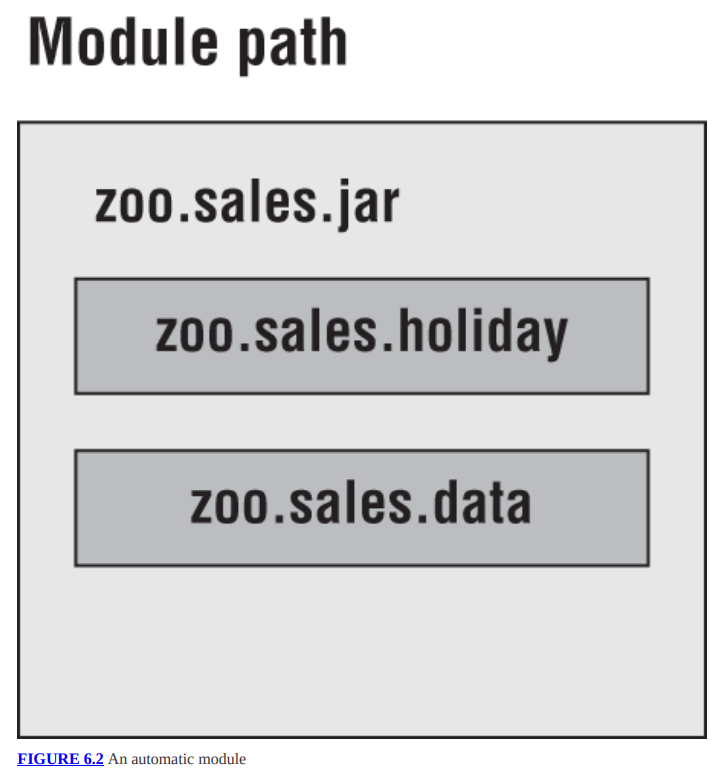 Module path
zoo.sales.jar
zoo.sales.holiday
zoo.sales.data
FIGURE 6.2 An automatic module